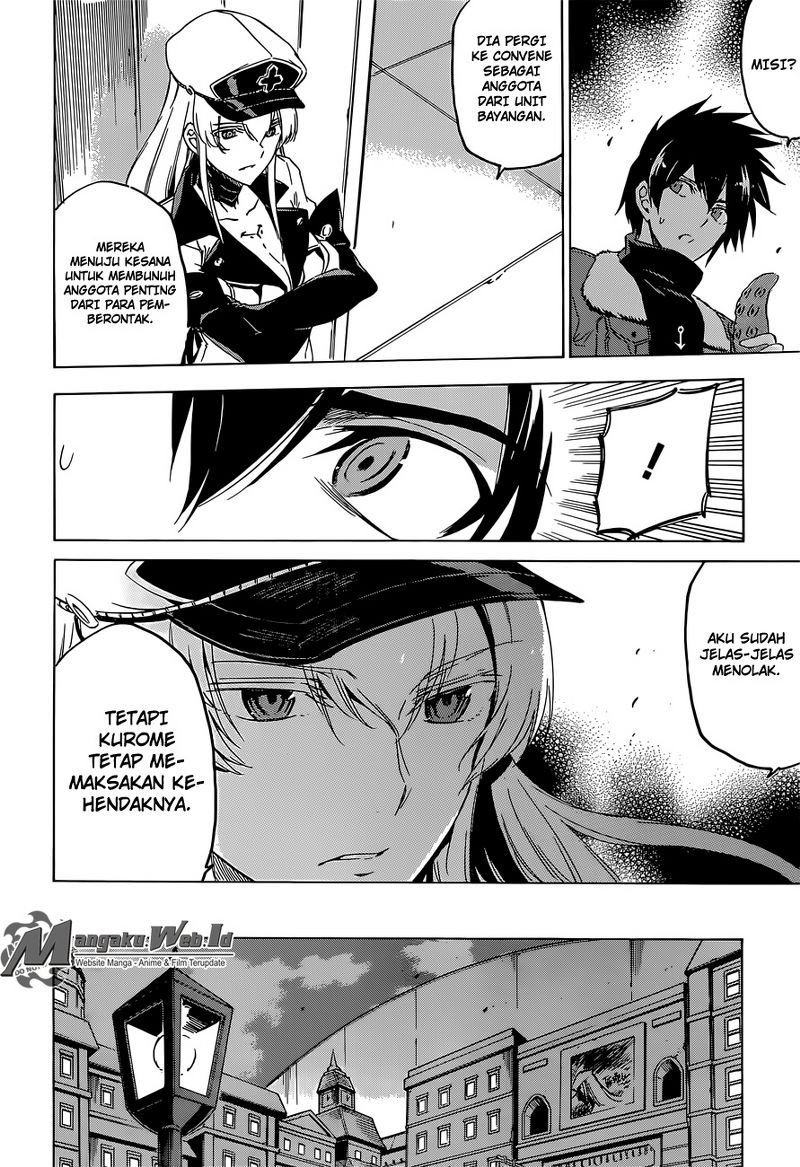 MISI?
DIA PERGI
KE CONVENE
SEBAGAI
ANGGOTA
DARI UNIT
BAYANGAN.
MEREKA
MENUJU KESANA
UNTUK MEMBUNUH
ANGGOTA PENTING
DARI PARA PEM-
BERONTAK.
!
AKU SUDAH
JELAS-JELAS
MENOLAK.
TETAPI
KUROME
TETAP ME-
MAKSAKAN KE-
HENDAKNYA.
Mangaku.Web.Id
Website Manga - Anime & Film Terupdate